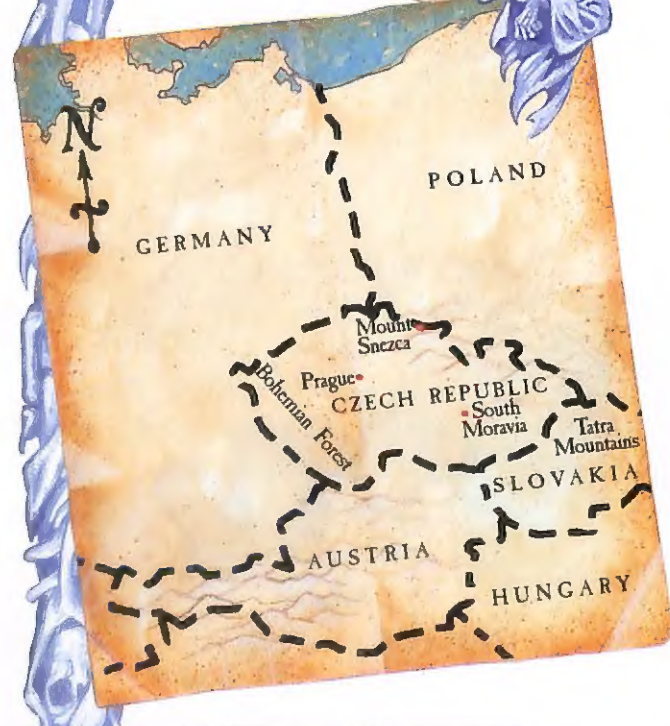 N
POLAND
GERMANY
Mount
Snezca
Bohemian Forest
Prague
CZECH REPUBLIC
South
Moravia
Tatra
Mountains
SLOVAKIA
AUSTRIA
HUNGARY